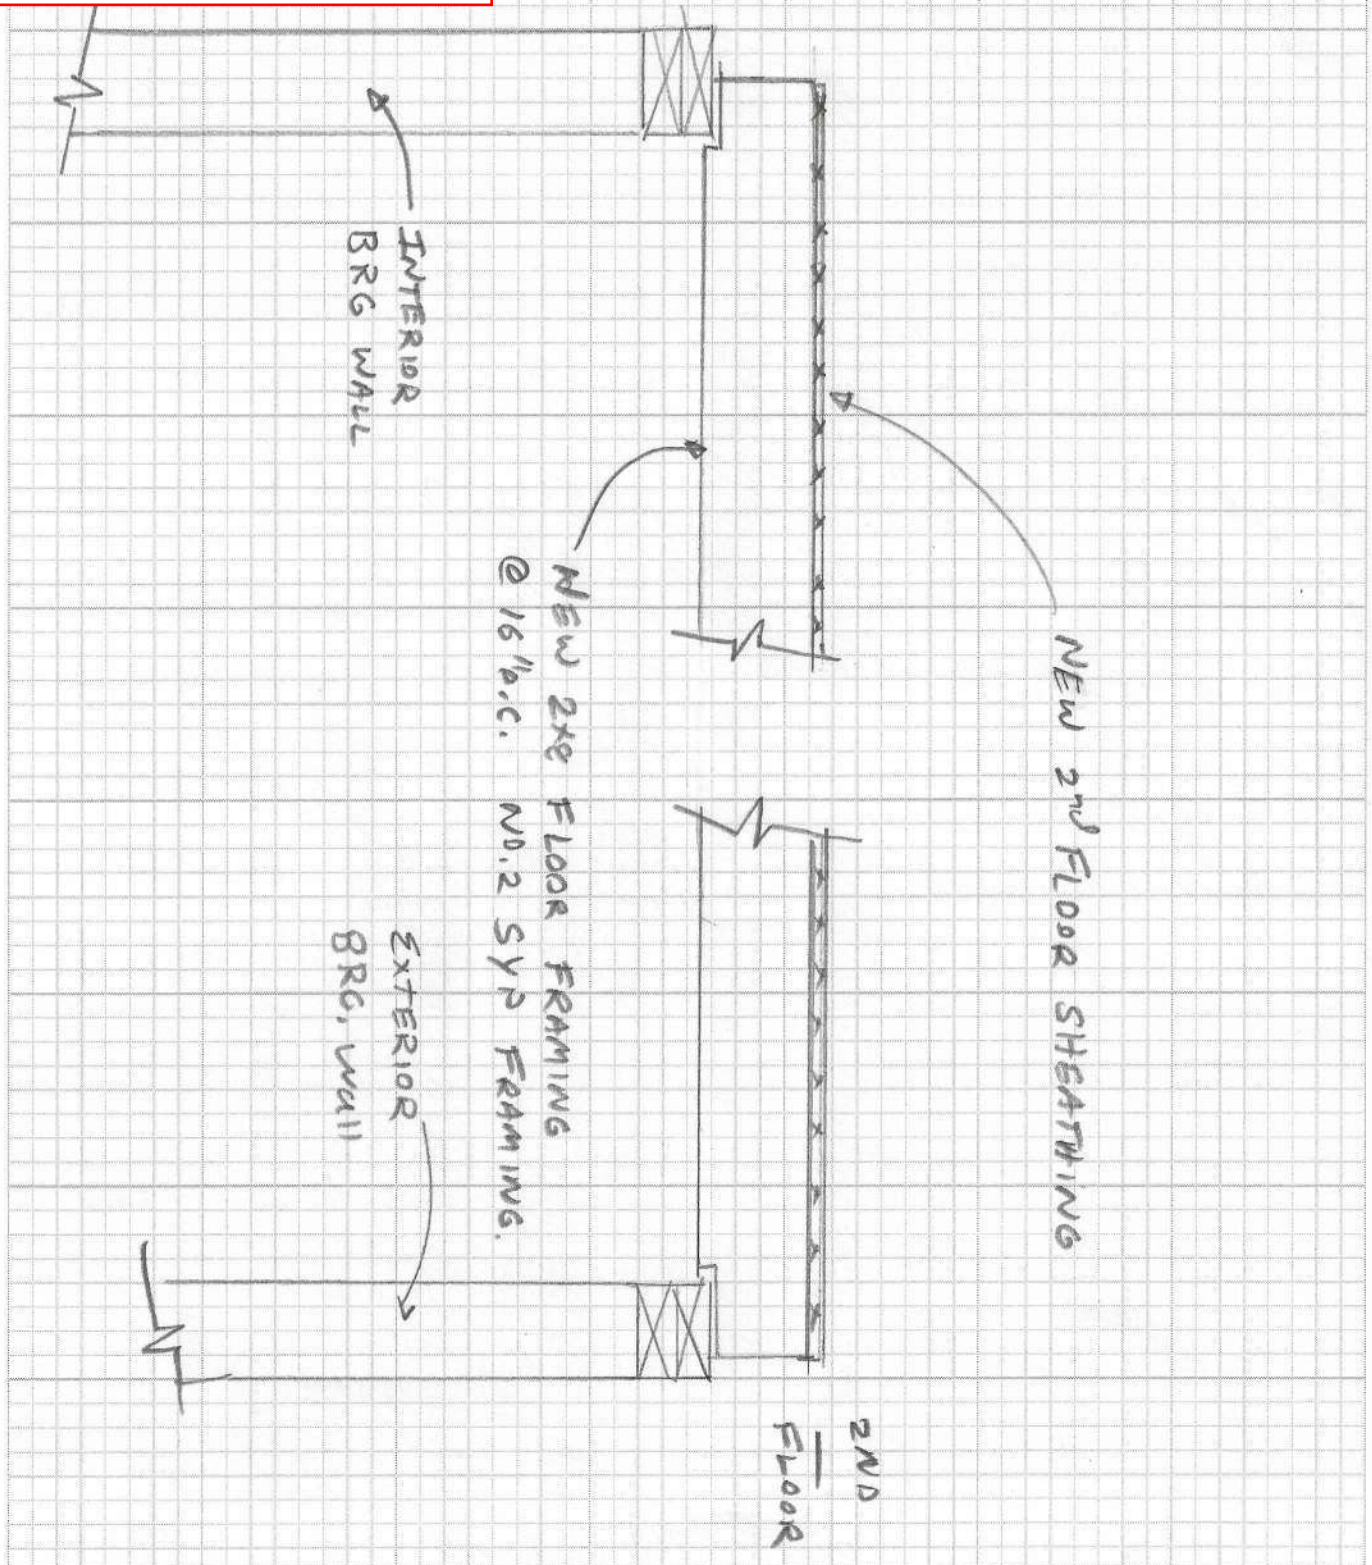 NEW 2nd FLOOR SHEATHING
2ND
FLOOR
NEW 2x8 FLOOR FRAMING
@ 16" o.c. NO.2 SYP FRAMING.
INTERIOR
BRG WALL
EXTERIOR
BRG. Wall